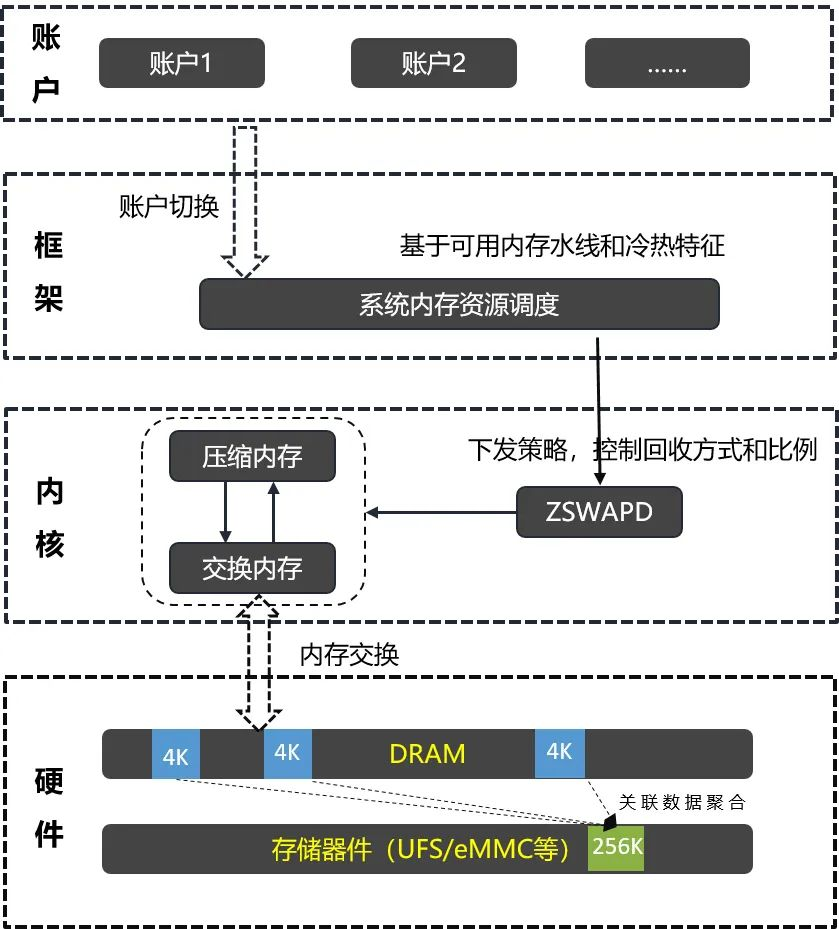 账户
账户1
账户2
......
账户切换
框架
基于可用内存水线和冷热特征
系统内存资源调度
内核
压缩内存
下发策略，控制回收方式和比例
ZSWAPD
交换内存
内存交换
硬件
4K
4K
DRAM
4K
关联数据聚合
存储器件（UFS/eMMC等）
256K